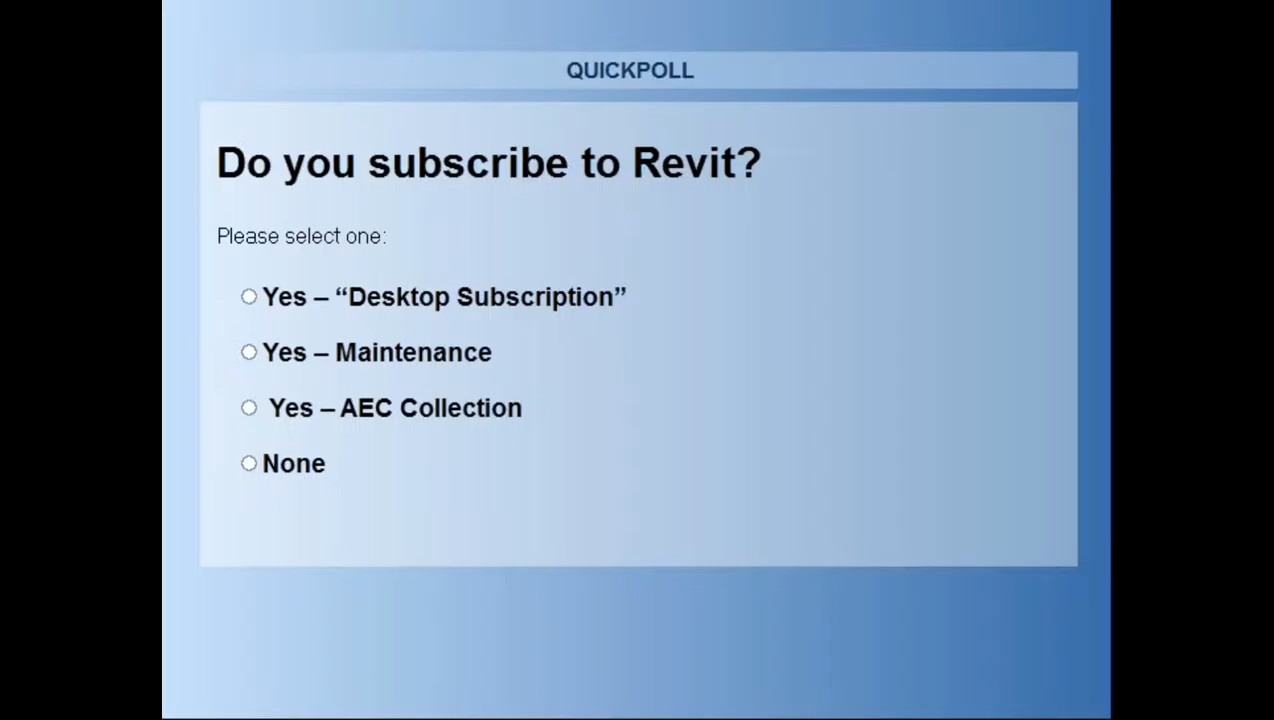 QUICKPOLL
Do you subscribe to Revit?
Please select one:
Yes – “Desktop Subscription”
Yes – Maintenance
Yes – AEC Collection
None